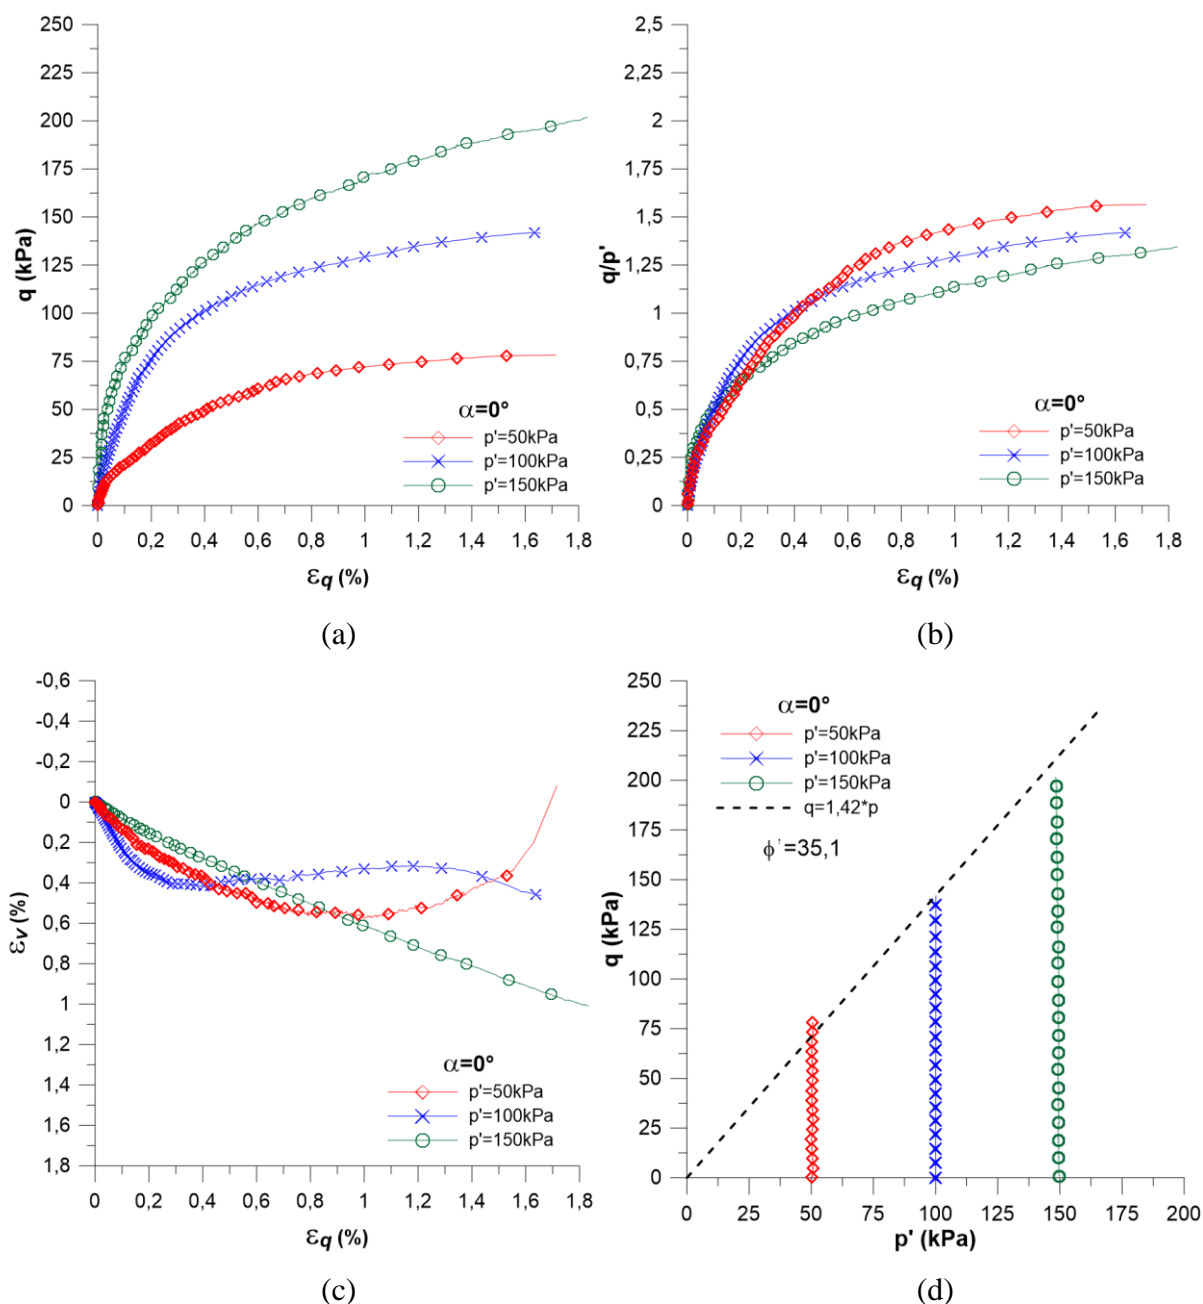 250
225
200
175
150
125
100
75
50
25
0
q (kPa)
0 0,2 0,4 0,6 0,8 1 1,2 1,4 1,6 1,8
εq (%)
α=0°
p'=50kPa
p'=100kPa
p'=150kPa
(a)
2,5
2,25
2
1,75
1,5
1,25
1
0,75
0,5
0,25
0
q/p'
0 0,2 0,4 0,6 0,8 1 1,2 1,4 1,6 1,8
εq (%)
α=0°
p'=50kPa
p'=100kPa
p'=150kPa
(b)
-0,6
-0,4
-0,2
0
0,2
0,4
0,6
0,8
1
1,2
1,4
1,6
1,8
εv (%)
0 0,2 0,4 0,6 0,8 1 1,2 1,4 1,6 1,8
εq (%)
α=0°
p'=50kPa
p'=100kPa
p'=150kPa
(c)
250
225
200
175
150
125
100
75
50
25
0
q (kPa)
0 25 50 75 100 125 150 175 200
p' (kPa)
α=0°
p'=50kPa
p'=100kPa
p'=150kPa
q=1,42*p
ϕ'=35,1
(d)